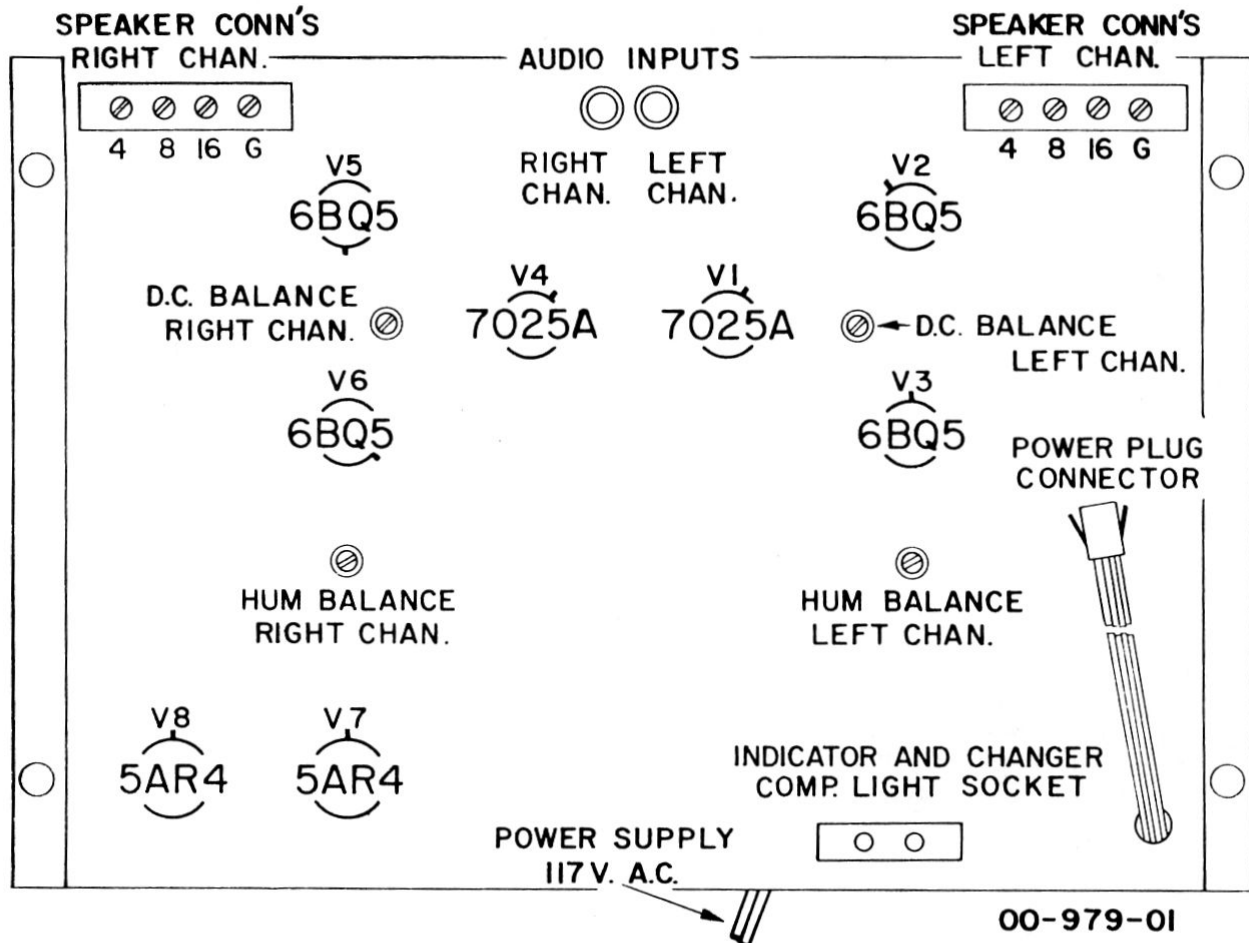 SPEAKER CONN'S
RIGHT CHAN.
AUDIO INPUTS
SPEAKER CONN'S
LEFT CHAN.
4 8 16 G
4 8 16 G
RIGHT
CHAN.
LEFT
CHAN.
V5
6BQ5
V2
6BQ5
D.C. BALANCE
RIGHT CHAN.
V4
7025A
V1
7025A
D.C. BALANCE
LEFT CHAN.
V6
6BQ5
V3
6BQ5
POWER PLUG
CONNECTOR
HUM BALANCE
RIGHT CHAN.
HUM BALANCE
LEFT CHAN.
V8
5AR4
V7
5AR4
INDICATOR AND CHANGER
COMP. LIGHT SOCKET
POWER SUPPLY
117 V. A.C.
00-979-01